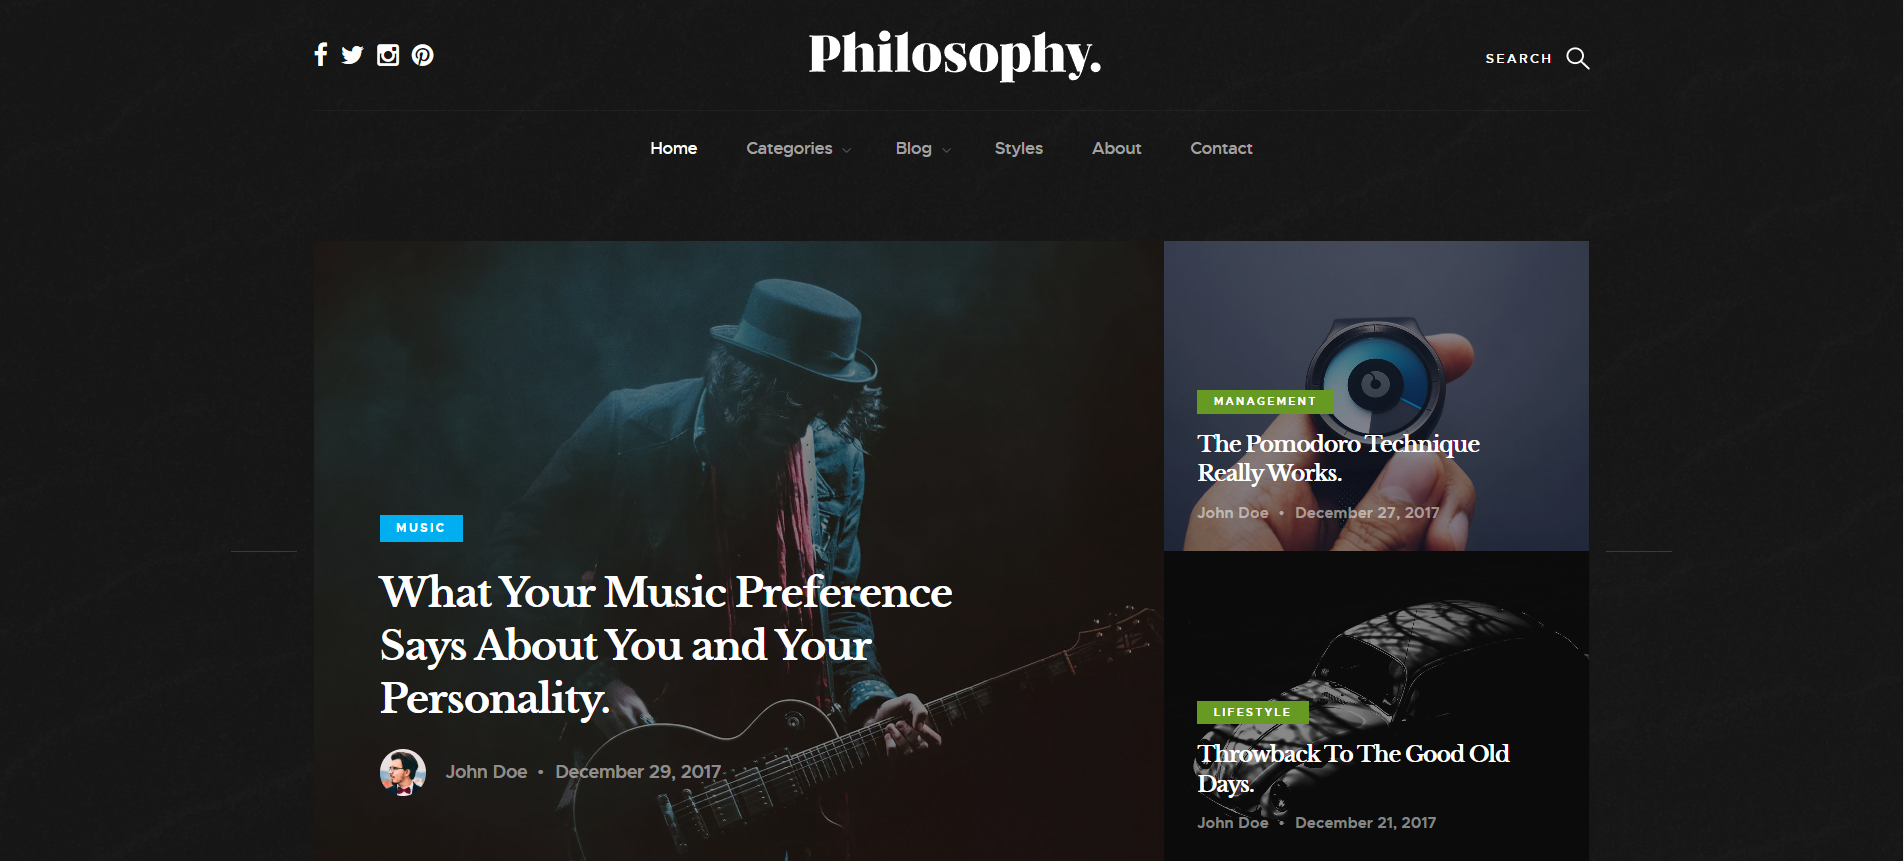 Philosophy.
SEARCH
Home Categories Blog Styles About Contact
MUSIC
What Your Music Preference
Says About You and Your
Personality.
John Doe • December 29, 2017
MANAGEMENT
The Pomodoro Technique
Really Works.
John Doe • December 27, 2017
LIFESTYLE
Throwback To The Good Old
Days.
John Doe • December 21, 2017